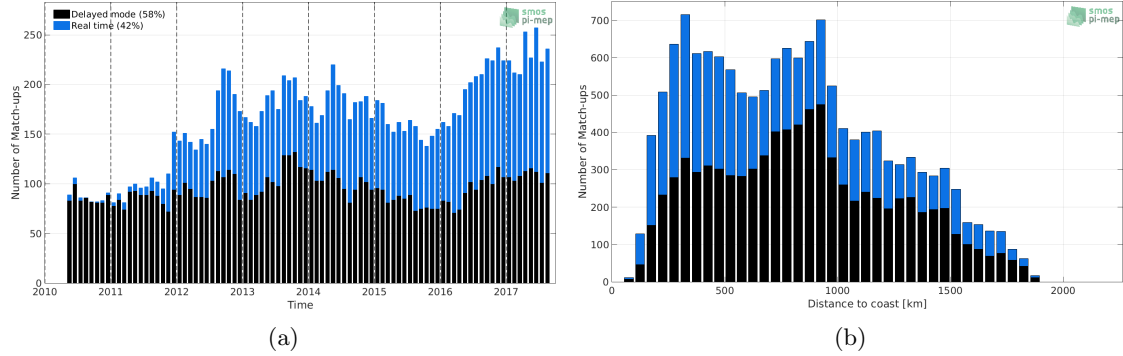 Delayed mode (58%)
Real time (42%)
smos
pi-mep
250
200
150
100
50
0
Number of Match-ups
2010 2011 2012 2013 2014 2015 2016 2017
Time
(a)
smos
pi-mep
700
600
500
400
300
200
100
0
Number of Match-ups
0 500 1000 1500 2000
Distance to coast [km]
(b)